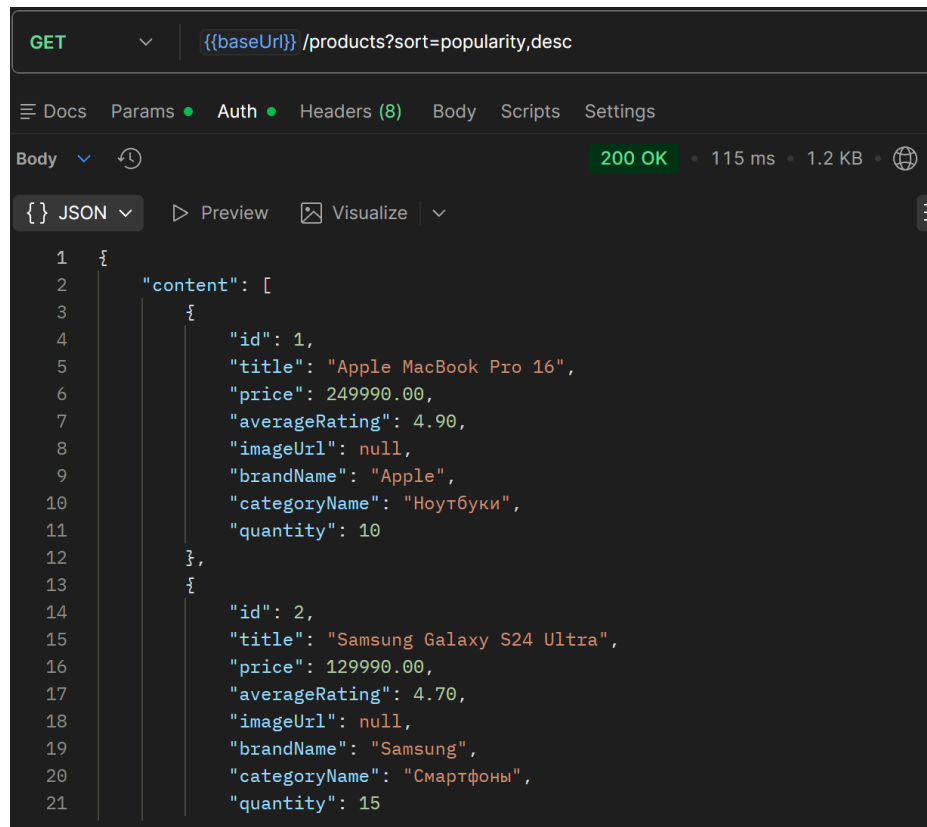 GET {{baseUrl}} /products?sort=popularity,desc
Docs Params Auth Headers (8) Body Scripts Settings
Body 200 OK 115 ms 1.2 KB
{} JSON Preview Visualize
1 {
2 "content": [
3 {
4 "id": 1,
5 "title": "Apple MacBook Pro 16",
6 "price": 249990.00,
7 "averageRating": 4.90,
8 "imageUrl": null,
9 "brandName": "Apple",
10 "categoryName": "Ноутбуки",
11 "quantity": 10
12 },
13 {
14 "id": 2,
15 "title": "Samsung Galaxy S24 Ultra",
16 "price": 129990.00,
17 "averageRating": 4.70,
18 "imageUrl": null,
19 "brandName": "Samsung",
20 "categoryName": "Смартфоны",
21 "quantity": 15